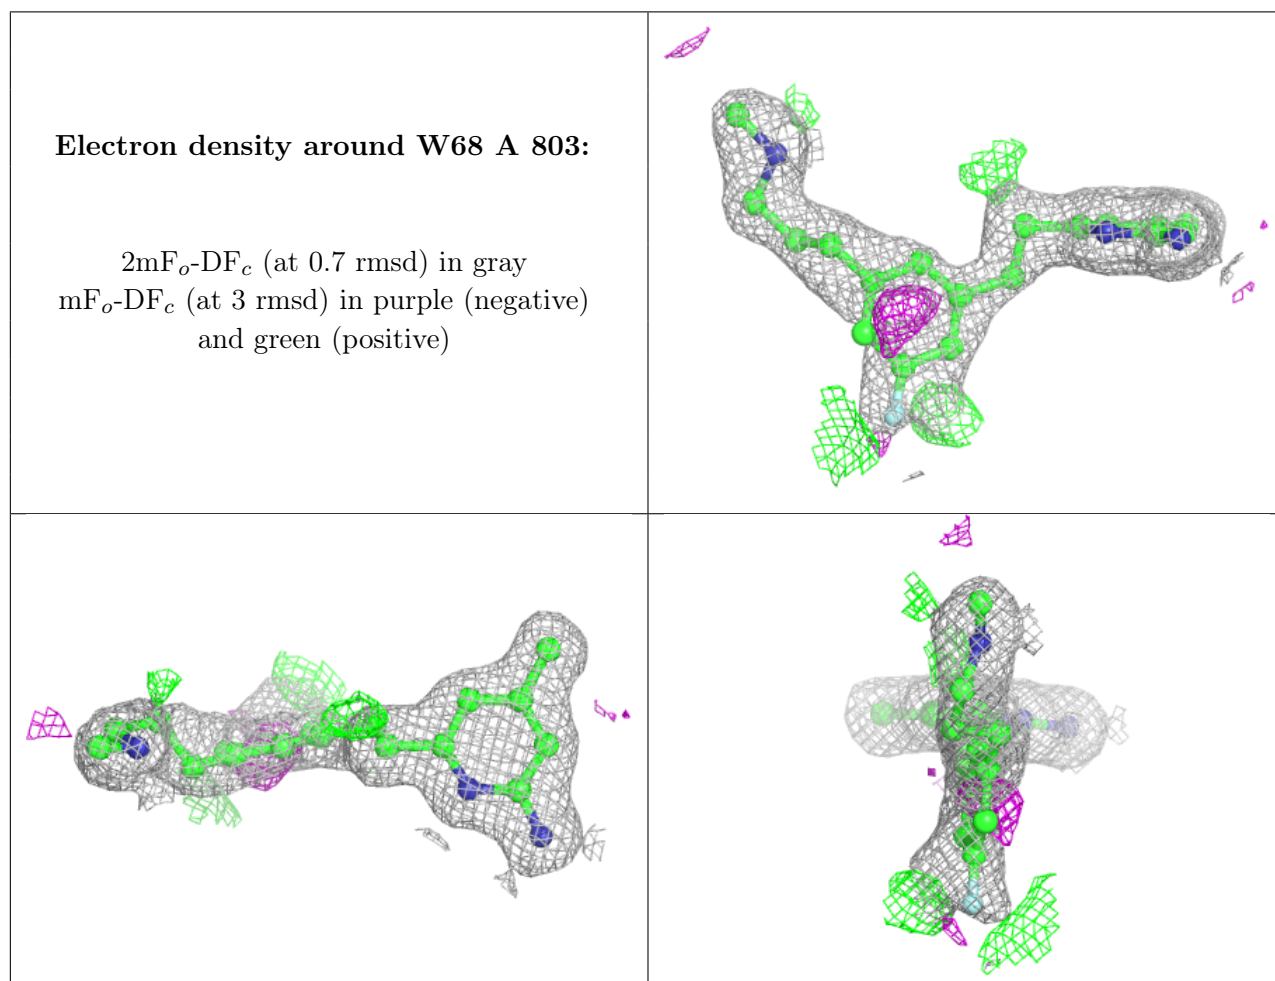 Electron density around W68 A 803:
2mFo-DFc (at 0.7 rmsd) in gray
mFo-DFc (at 3 rmsd) in purple (negative)
and green (positive)